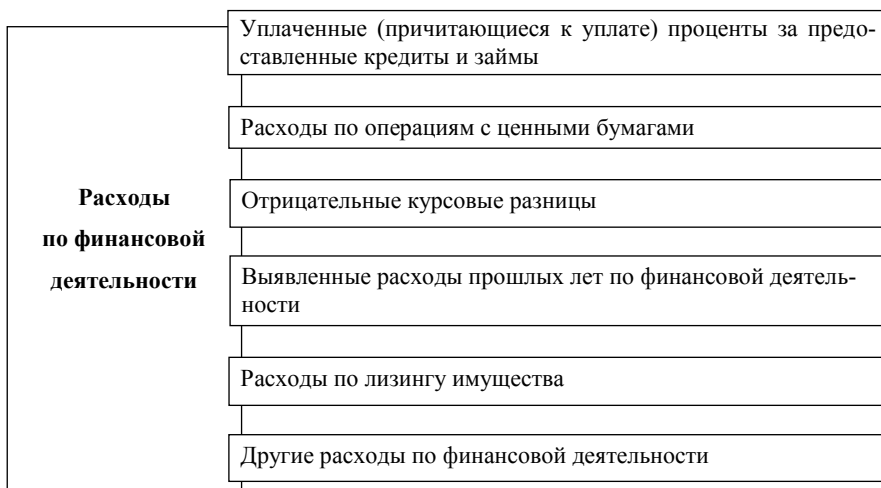 Уплаченные (причитающиеся к уплате) проценты за предо-
ставленные кредиты и займы
Расходы по операциям с ценными бумагами
Расходы
по финансовой
деятельности
Отрицательные курсовые разницы
Выявленные расходы прошлых лет по финансовой деятель-
ности
Расходы по лизингу имущества
Другие расходы по финансовой деятельности